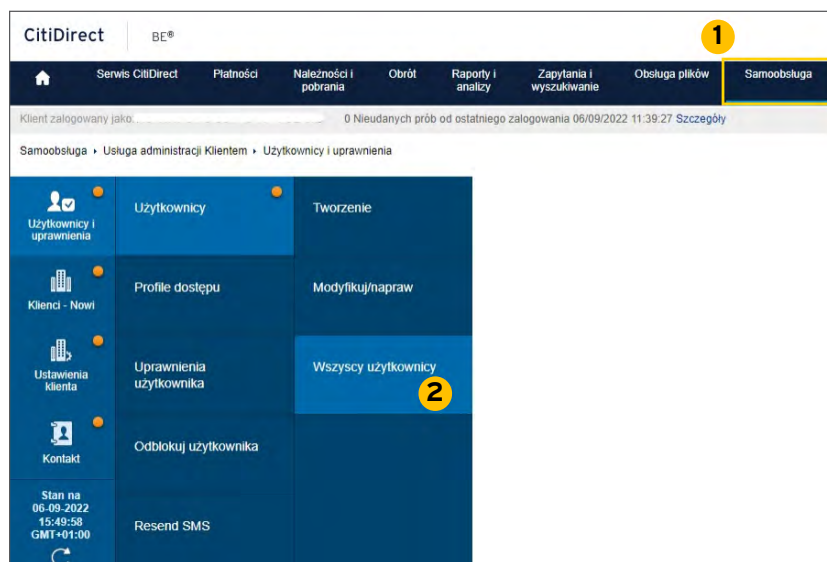 CitiDirect BE®
1
Serwis CitiDirect
Płatności
Należności i
pobrania
Obrót
Raporty i
analizy
Zapytania i
wyszukiwanie
Obsługa plików
Samoobsługa
Klient zalogowany jako:
0 Nieudanych prób od ostatniego zalogowania 06/09/2022 11:39:27 Szczegóły
Samoobsługa ▸ Usługa administracji Klientem ▸ Użytkownicy i uprawnienia
Użytkownicy i
uprawnienia
Użytkownicy
Tworzenie
Klienci - Nowi
Profile dostępu
Modyfikuj/napraw
Ustawienia
klienta
Uprawnienia
użytkownika
Wszyscy użytkownicy
2
Kontakt
Odblokuj użytkownika
Stan na
06-09-2022
15:49:58
GMT+01:00
Resend SMS